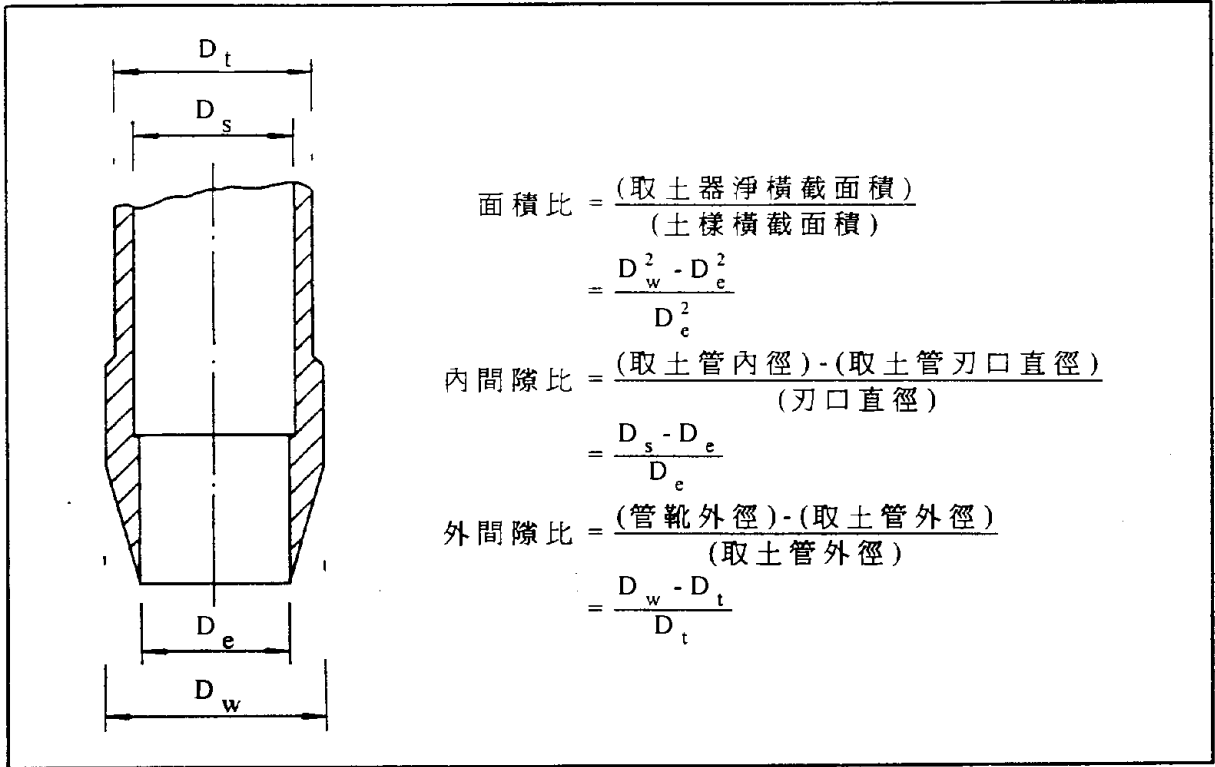 D_t
D_s
面積比 = (取土器淨橫截面積) / (土樣橫截面積)
= (D_w^2 - D_e^2) / D_e^2
內間隙比 = (取土管內徑) - (取土管刃口直徑) / (刃口直徑)
= (D_s - D_e) / D_e
外間隙比 = (管靴外徑) - (取土管外徑) / (取土管外徑)
= (D_w - D_t) / D_t
D_e
D_w